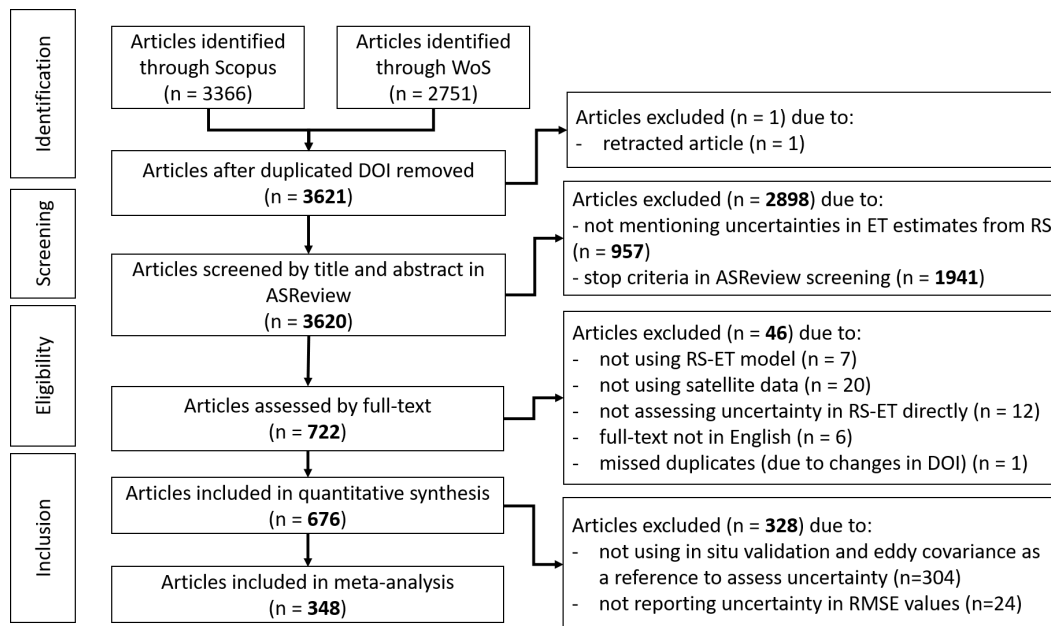 Identification
Articles identified
through Scopus
(n = 3366)
Articles identified
through WoS
(n = 2751)
Articles excluded (n = 1) due to:
- retracted article (n = 1)
Articles after duplicated DOI removed
(n = 3621)
Screening
Articles excluded (n = 2898) due to:
- not mentioning uncertainties in ET estimates from RS
(n = 957)
- stop criteria in ASReview screening (n = 1941)
Articles screened by title and abstract in
ASReview
(n = 3620)
Eligibility
Articles excluded (n = 46) due to:
- not using RS-ET model (n = 7)
- not using satellite data (n = 20)
- not assessing uncertainty in RS-ET directly (n = 12)
- full-text not in English (n = 6)
- missed duplicates (due to changes in DOI) (n = 1)
Articles assessed by full-text
(n = 722)
Inclusion
Articles included in quantitative synthesis
(n = 676)
Articles excluded (n = 328) due to:
- not using in situ validation and eddy covariance as
a reference to assess uncertainty (n=304)
- not reporting uncertainty in RMSE values (n=24)
Articles included in meta-analysis
(n = 348)